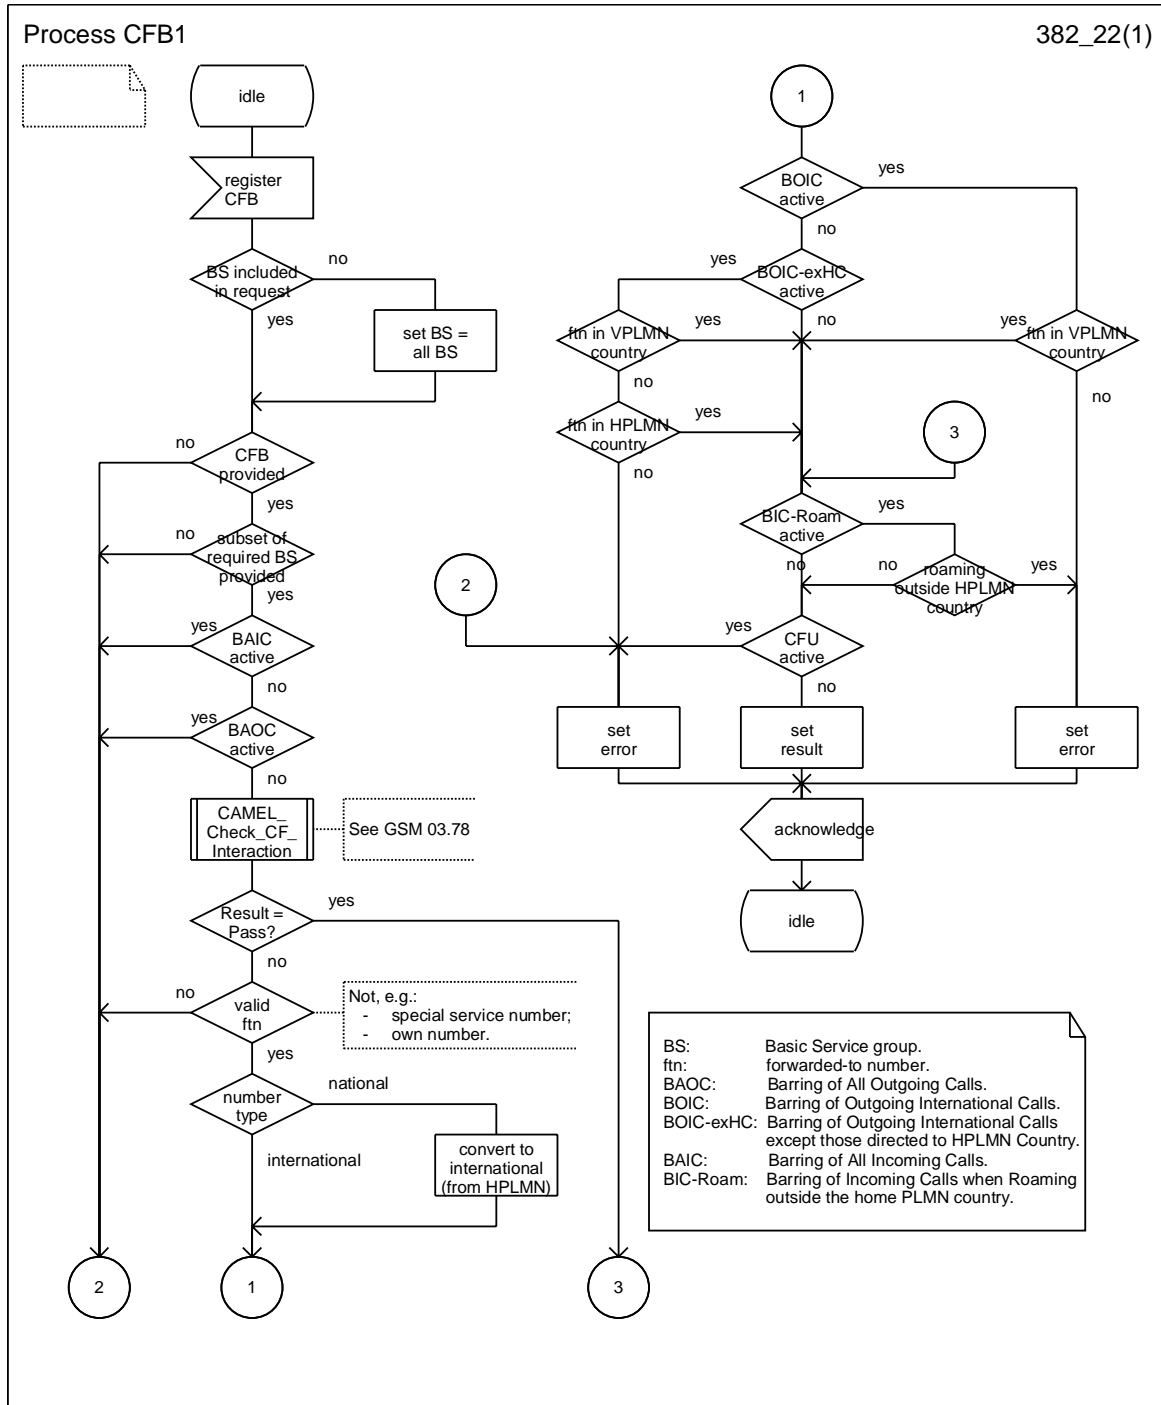 Process CFB1
382_22(1)
idle
register
CFB
BS included
in request
no
yes
set BS =
all BS
CFB
provided
no
yes
subset of
required BS
provided
no
yes
BAIC
active
yes
no
BAOC
active
yes
no
CAMEL_
Check_CF_
Interaction
See GSM 03.78
Result =
Pass?
yes
no
valid
ftn
no
yes
Not, e.g.:
- special service number;
- own number.
number
type
national
international
convert to
international
(from HPLMN)
2
1
3
1
BOIC
active
yes
no
BOIC-exHC
active
yes
no
ftn in VPLMN
country
yes
no
ftn in VPLMN
country
yes
no
ftn in HPLMN
country
yes
no
3
BIC-Roam
active
yes
no
roaming
outside HPLMN
country
no
yes
2
CFU
active
yes
no
set
error
set
result
set
error
acknowledge
idle
BS: Basic Service group.
ftn: forwarded-to number.
BAOC: Barring of All Outgoing Calls.
BOIC: Barring of Outgoing International Calls.
BOIC-exHC: Barring of Outgoing International Calls
except those directed to HPLMN Country.
BAIC: Barring of All Incoming Calls.
BIC-Roam: Barring of Incoming Calls when Roaming
outside the home PLMN country.